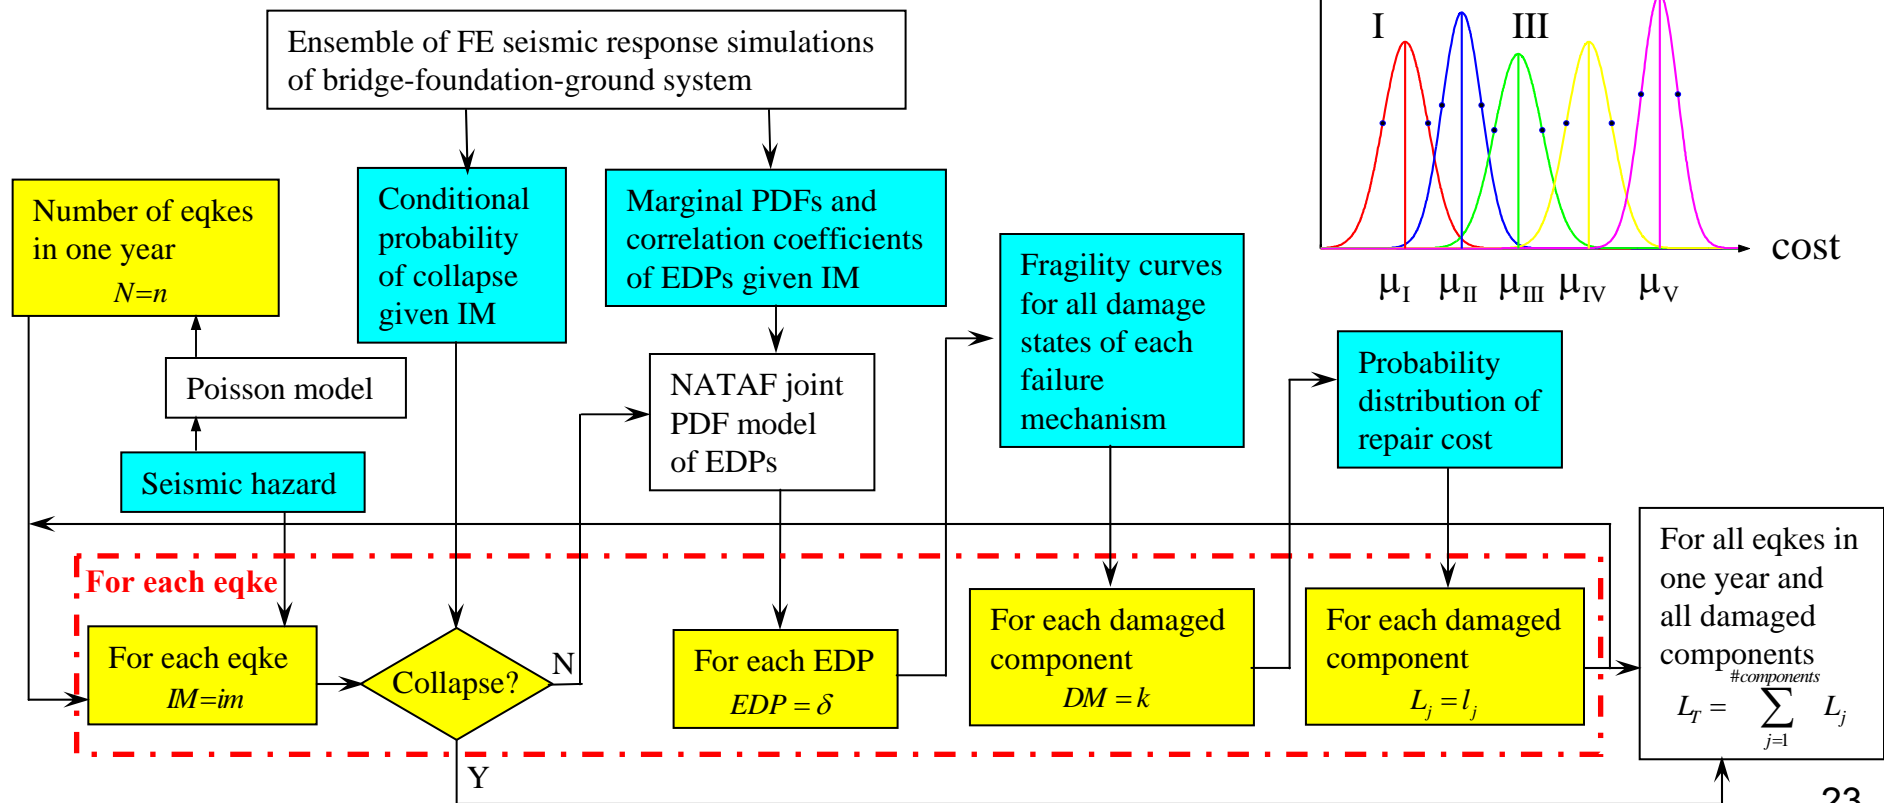 Ensemble of FE seismic response simulations
of bridge-foundation-ground system
I
III
cost
μI μII μIII μIV μV
Number of eqkes
in one year
N=n
Poisson model
Seismic hazard
Conditional
probability
of collapse
given IM
Marginal PDFs and
correlation coefficients
of EDPs given IM
NATAF joint
PDF model
of EDPs
Fragility curves
for all damage
states of each
failure
mechanism
Probability
distribution of
repair cost
For each eqke
For each eqke
IM=im
Collapse?
N
Y
For each EDP
EDP = δ
For each damaged
component
DM = k
For each damaged
component
Lj = lj
For all eqkes in
one year and
all damaged
components
#components
LT = ∑ Lj
j=1
23